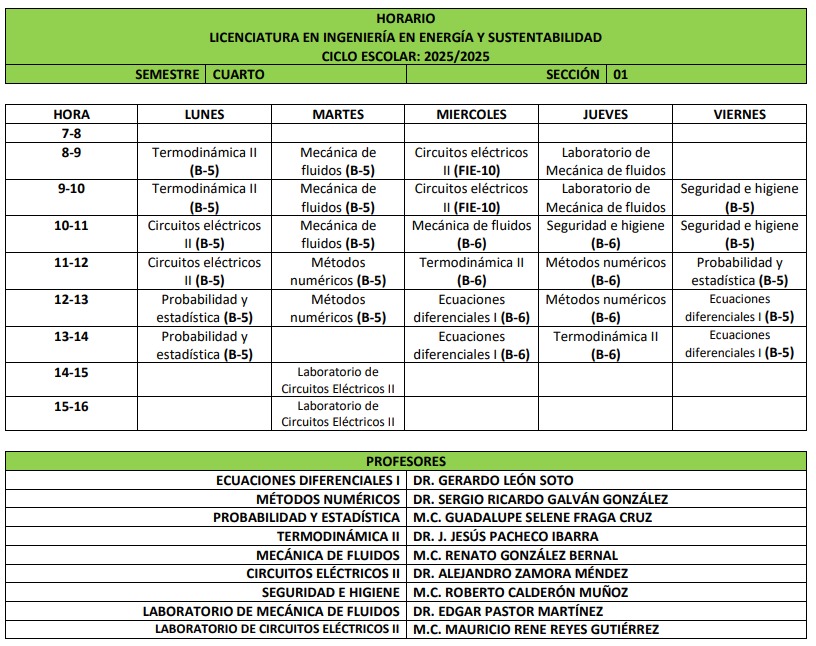 HORARIO
LICENCIATURA EN INGENIERÍA EN ENERGÍA Y SUSTENTABILIDAD
CICLO ESCOLAR: 2025/2025
SEMESTRE CUARTO SECCIÓN 01
HORA LUNES MARTES MIERCOLES JUEVES VIERNES
7-8
8-9 Termodinámica II Mecánica de Circuitos eléctricos Laboratorio de
(B-5) fluidos (B-5) II (FIE-10) Mecánica de fluidos
9-10 Termodinámica II Mecánica de Circuitos eléctricos Laboratorio de Seguridad e higiene
(B-5) fluidos (B-5) II (FIE-10) Mecánica de fluidos (B-5)
10-11 Circuitos eléctricos Mecánica de Mecánica de fluidos Seguridad e higiene Seguridad e higiene
II (B-5) fluidos (B-5) (B-6) (B-6) (B-5)
11-12 Circuitos eléctricos Métodos Termodinámica II Métodos numéricos Probabilidad y
II (B-5) numéricos (B-5) (B-6) (B-6) estadística (B-5)
12-13 Probabilidad y Métodos Ecuaciones Métodos numéricos Ecuaciones
estadística (B-5) numéricos (B-5) diferenciales I (B-6) (B-6) diferenciales I (B-5)
13-14 Probabilidad y Ecuaciones Termodinámica II Ecuaciones
estadística (B-5) diferenciales I (B-6) (B-6) diferenciales I (B-5)
14-15 Laboratorio de
Circuitos Eléctricos II
15-16 Laboratorio de
Circuitos Eléctricos II
PROFESORES
ECUACIONES DIFERENCIALES I DR. GERARDO LEÓN SOTO
MÉTODOS NUMÉRICOS DR. SERGIO RICARDO GALVÁN GONZÁLEZ
PROBABILIDAD Y ESTADÍSTICA M.C. GUADALUPE SELENE FRAGA CRUZ
TERMODINÁMICA II DR. J. JESÚS PACHECO IBARRA
MECÁNICA DE FLUIDOS M.C. RENATO GONZÁLEZ BERNAL
CIRCUITOS ELÉCTRICOS II DR. ALEJANDRO ZAMORA MÉNDEZ
SEGURIDAD E HIGIENE M.C. ROBERTO CALDERÓN MUÑOZ
LABORATORIO DE MECÁNICA DE FLUIDOS DR. EDGAR PASTOR MARTÍNEZ
LABORATORIO DE CIRCUITOS ELÉCTRICOS II M.C. MAURICIO RENE REYES GUTIÉRREZ